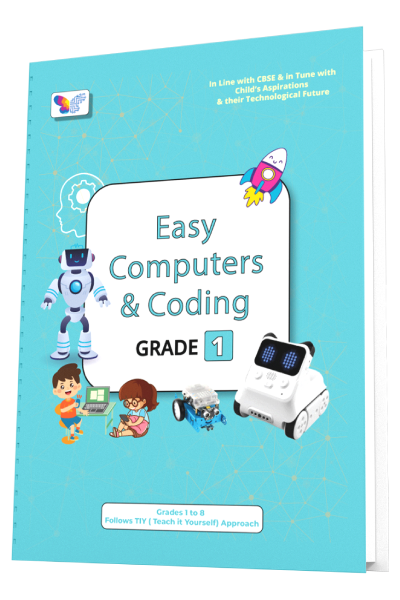 In Line with CBSE & in Tune with
Child's Aspirations
& their Technological Future
Easy
Computers
& Coding
GRADE 1
Grades 1 to 8
Follows TIY ( Teach it Yourself) Approach